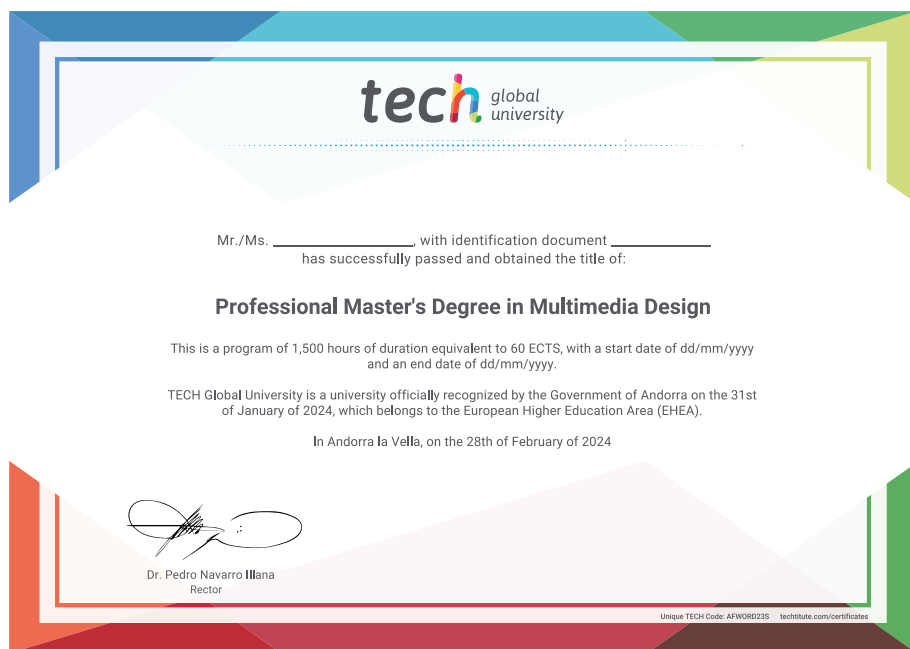 tech global
university
Mr./Ms. ____________________, with identification document ______________
has successfully passed and obtained the title of:
Professional Master's Degree in Multimedia Design
This is a program of 1,500 hours of duration equivalent to 60 ECTS, with a start date of dd/mm/yyyy
and an end date of dd/mm/yyyy.
TECH Global University is a university officially recognized by the Government of Andorra on the 31st
of January of 2024, which belongs to the European Higher Education Area (EHEA).
In Andorra la Vella, on the 28th of February of 2024
Dr. Pedro Navarro Illana
Rector
Unique TECH Code: AFWORD23S techtitute.com/certificates